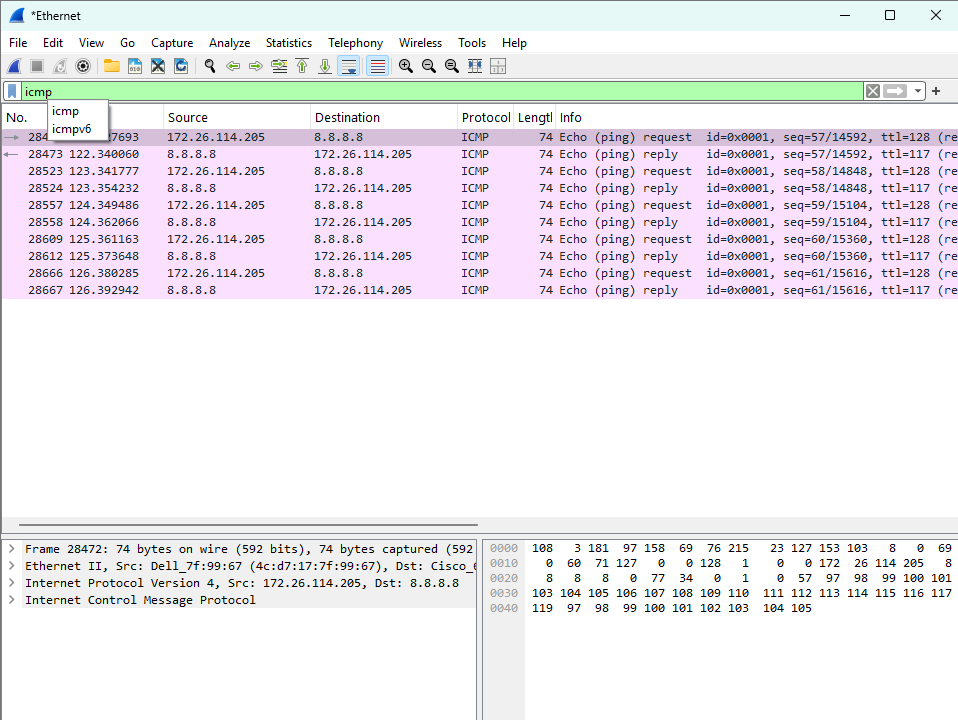 *Ethernet
File Edit View Go Capture Analyze Statistics Telephony Wireless Tools Help
icmp
icmp
icmpv6
No. Source Destination Protocol Lengtl Info
172.26.114.205 8.8.8.8 ICMP 74 Echo (ping) request id=0x0001, seq=57/14592, ttl=128 (re
28473 122.340060 8.8.8.8 172.26.114.205 ICMP 74 Echo (ping) reply id=0x0001, seq=57/14592, ttl=117 (re
28523 123.341777 172.26.114.205 8.8.8.8 ICMP 74 Echo (ping) request id=0x0001, seq=58/14848, ttl=128 (re
28524 123.354232 8.8.8.8 172.26.114.205 ICMP 74 Echo (ping) reply id=0x0001, seq=58/14848, ttl=117 (re
28557 124.349486 172.26.114.205 8.8.8.8 ICMP 74 Echo (ping) request id=0x0001, seq=59/15104, ttl=128 (re
28558 124.362066 8.8.8.8 172.26.114.205 ICMP 74 Echo (ping) reply id=0x0001, seq=59/15104, ttl=117 (re
28609 125.361163 172.26.114.205 8.8.8.8 ICMP 74 Echo (ping) request id=0x0001, seq=60/15360, ttl=128 (re
28612 125.373648 8.8.8.8 172.26.114.205 ICMP 74 Echo (ping) reply id=0x0001, seq=60/15360, ttl=117 (re
28666 126.380285 172.26.114.205 8.8.8.8 ICMP 74 Echo (ping) request id=0x0001, seq=61/15616, ttl=128 (re
28667 126.392942 8.8.8.8 172.26.114.205 ICMP 74 Echo (ping) reply id=0x0001, seq=61/15616, ttl=117 (re
Frame 28472: 74 bytes on wire (592 bits), 74 bytes captured (592
Ethernet II, Src: Dell_7f:99:67 (4c:d7:17:7f:99:67), Dst: Cisco_
Internet Protocol Version 4, Src: 172.26.114.205, Dst: 8.8.8.8
Internet Control Message Protocol
0000 108 3 181 97 158 69 76 215 23 127 153 103 8 0 69
0010 0 60 71 127 0 0 128 1 0 0 172 26 114 205 8
0020 8 8 8 0 77 34 0 1 0 57 97 98 99 100 101
0030 103 104 105 106 107 108 109 110 111 112 113 114 115 116 117
0040 119 97 98 99 100 101 102 103 104 105